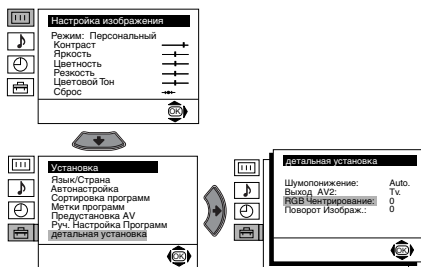 Настройка изображения
Режим: Персональный
Контраст
Яркость
Цветность
Резкость
Цветовой Тон
Сброс
OK
Установка
Язык/Страна
Автонастройка
Сортировка программ
Метки программ
Предустановка AV
Руч. Настройка Программ
детальная установка
OK
детальная установка
Шумопонижение: Auto.
Выход AV2: Tv.
RGB Чентрирование: 0
Поворот Изображ.: 0
OK